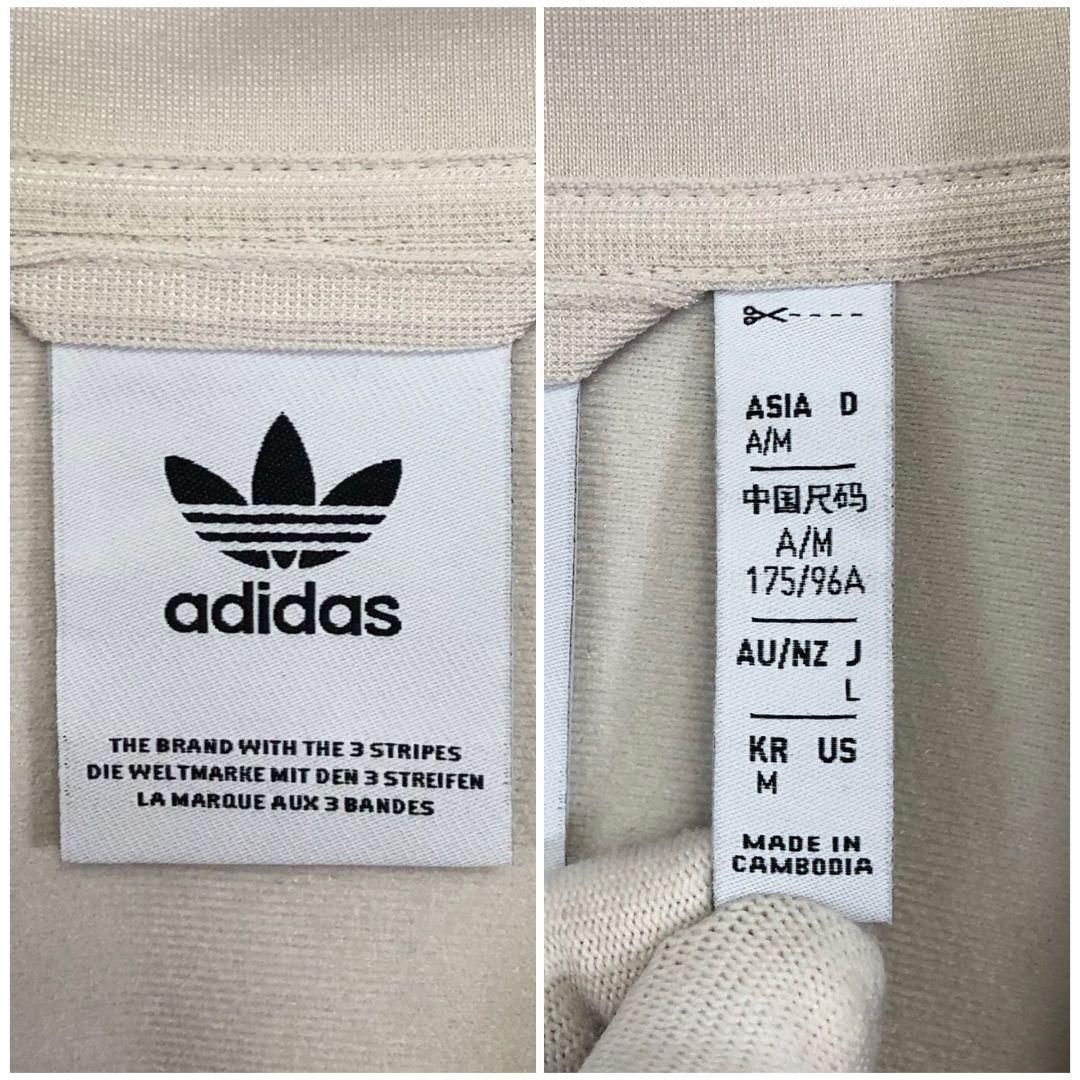 adidas
THE BRAND WITH THE 3 STRIPES
DIE WELTMARKE MIT DEN 3 STREIFEN
LA MARQUE AUX 3 BANDES
ASIA D
A/M
中国尺码
A/M
175/96A
AU/NZ J
L
KR US
M
MADE IN
CAMBODIA